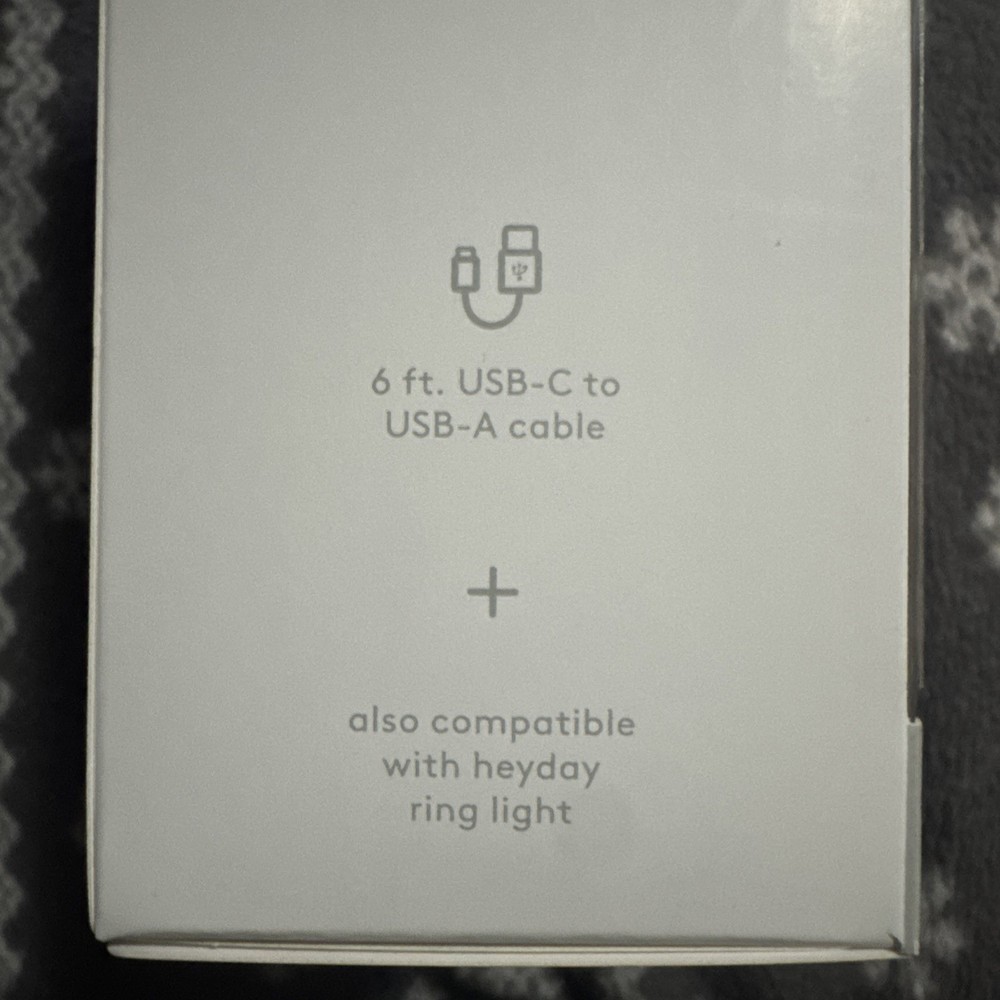 6 ft. USB-C to
USB-A cable
+
also compatible
with heyday
ring light